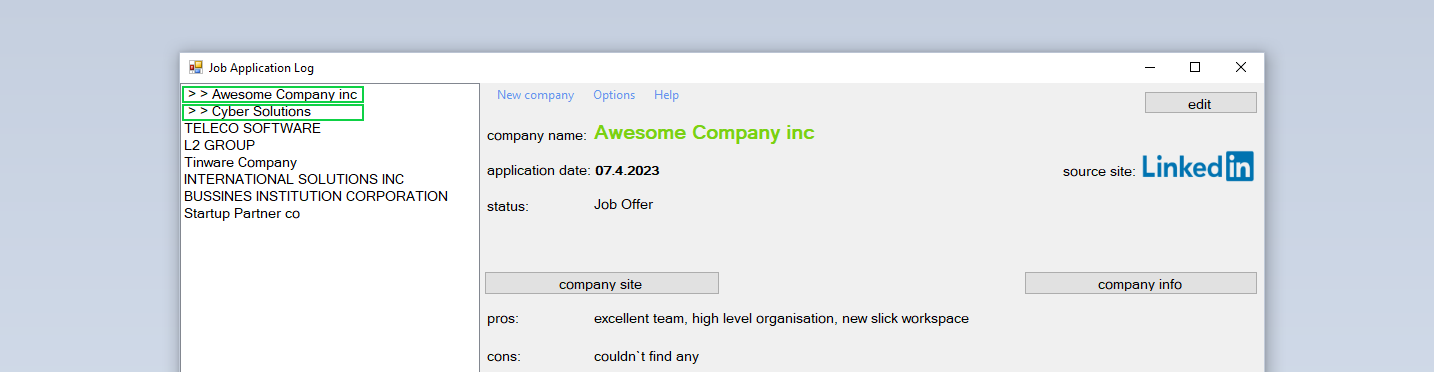 Job Application Log
> > Awesome Company inc
> > Cyber Solutions
TELECO SOFTWARE
L2 GROUP
Tinware Company
INTERNATIONAL SOLUTIONS INC
BUSSINES INSTITUTION CORPORATION
Startup Partner co
New company Options Help
edit
company name: Awesome Company inc
application date: 07.4.2023
source site: LinkedIn
status: Job Offer
company site
company info
pros: excellent team, high level organisation, new slick workspace
cons: couldn`t find any